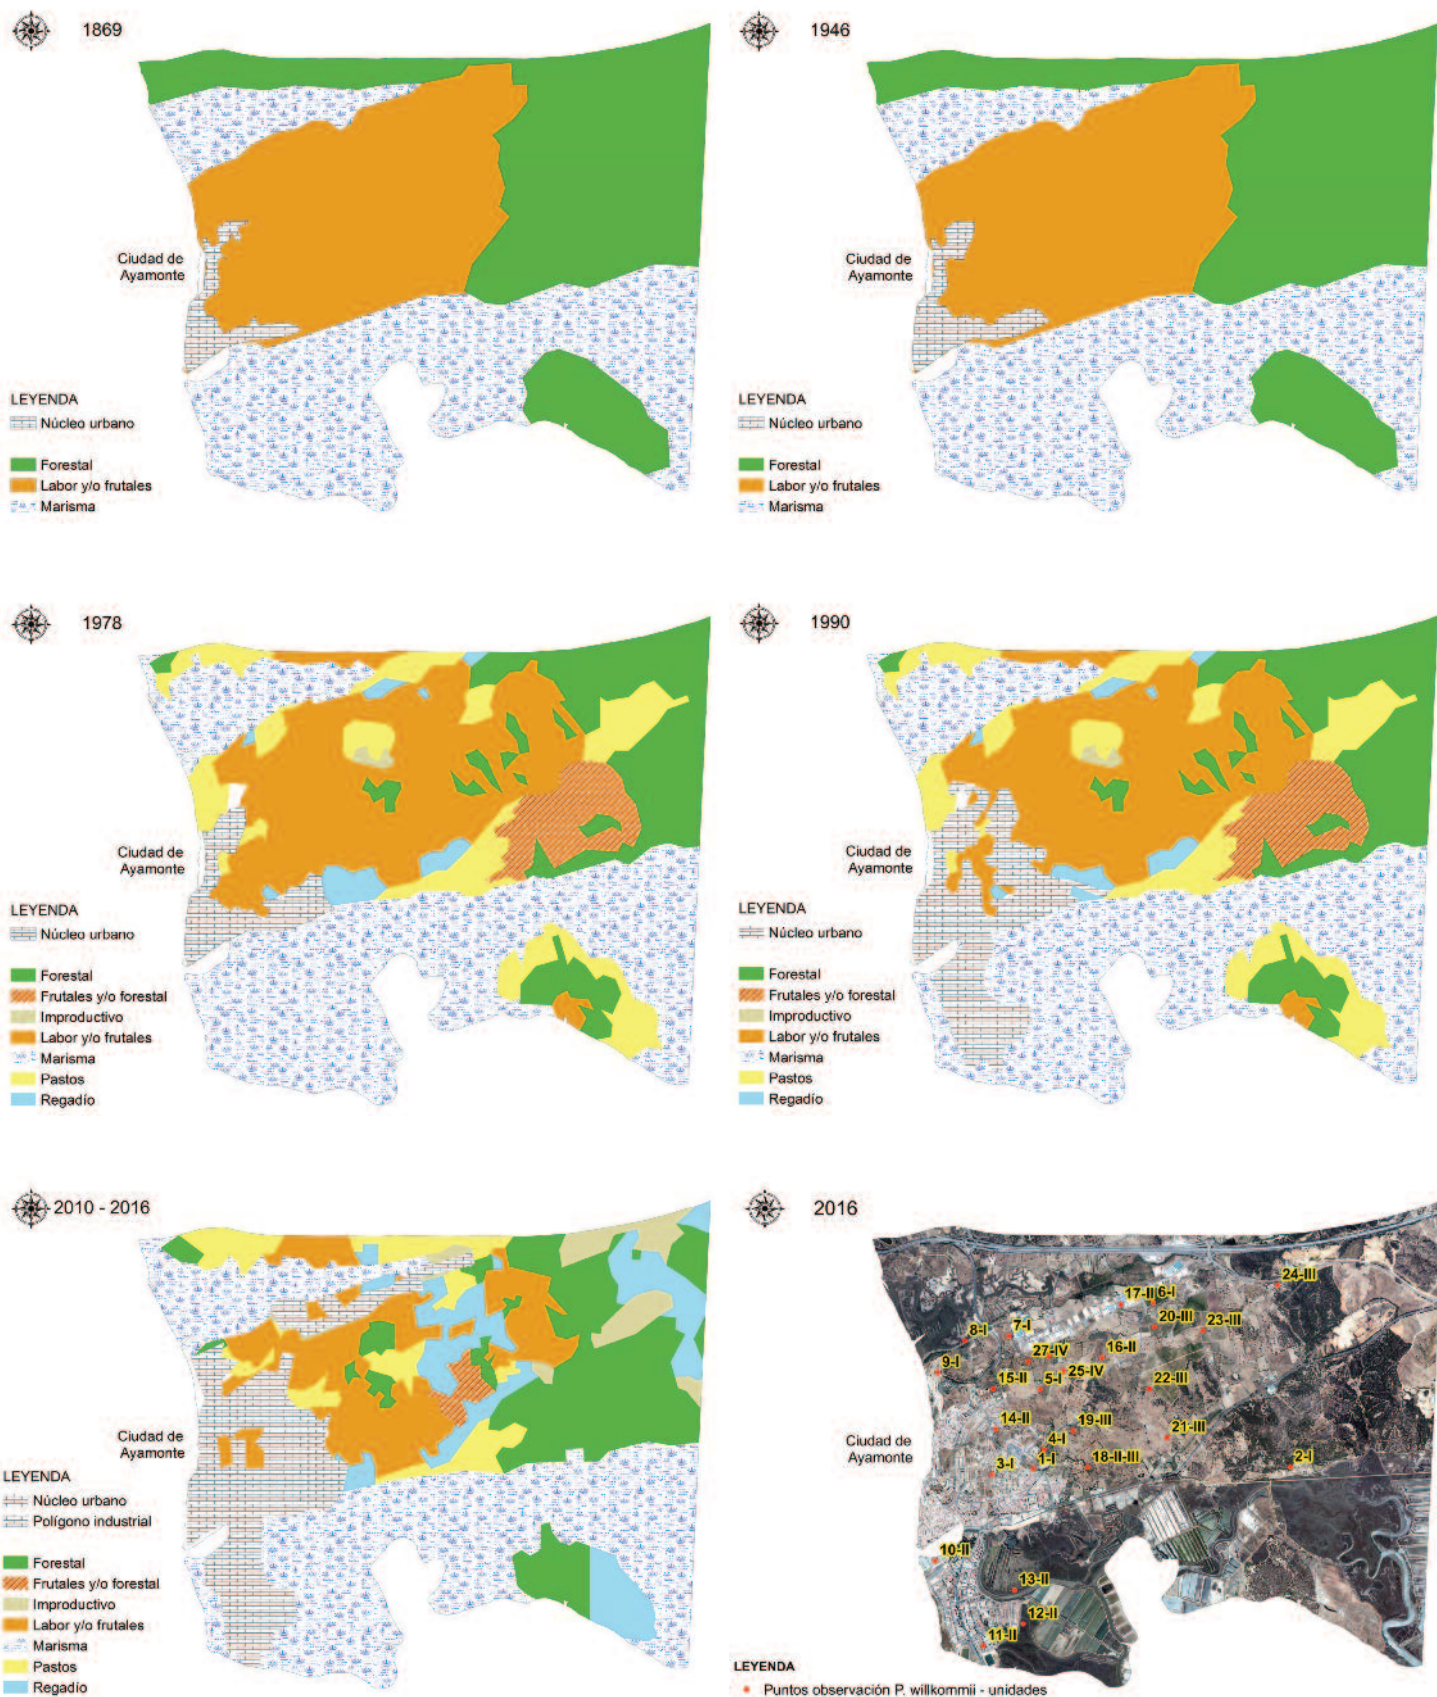 1869
Ciudad de
Ayamonte
LEYENDA
Núcleo urbano
Forestal
Labor y/o frutales
Marisma
1946
Ciudad de
Ayamonte
LEYENDA
Núcleo urbano
Forestal
Labor y/o frutales
Marisma
1978
Ciudad de
Ayamonte
LEYENDA
Núcleo urbano
Forestal
Frutales y/o forestal
Improductivo
Labor y/o frutales
Marisma
Pastos
Regadío
1990
Ciudad de
Ayamonte
LEYENDA
Núcleo urbano
Forestal
Frutales y/o forestal
Improductivo
Labor y/o frutales
Marisma
Pastos
Regadío
2010 - 2016
Ciudad de
Ayamonte
LEYENDA
Núcleo urbano
Polígono industrial
Forestal
Frutales y/o forestal
Improductivo
Labor y/o frutales
Marisma
Pastos
Regadío
2016
24-III
17-II
6-I
20-III
23-III
8-I
7-I
27-IV
16-II
9-I
25-IV
15-II
5-I
22-III
14-II
19-III
21-III
4-I
Ciudad de
Ayamonte
3-I
1-I
18-II-III
2-I
10-II
13-II
12-II
11-II
LEYENDA
Puntos observación P. willkommii - unidades